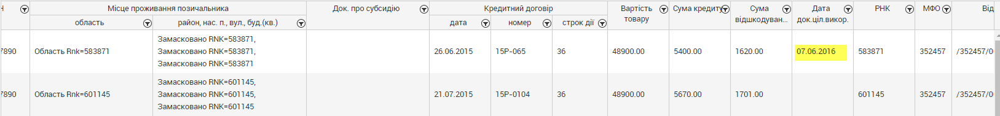 Н Місце проживання позичальника Док. про субсидію Кредитний договір Вартість товару Сума кредиту Сума відшкодуван... Дата док.ціл.викор. РНК МФО Від
область район, нас. п., вул., буд.(кв.) дата номер строк дії
Замасковано RNK=583871,
7890 Область Rnk=583871 Замасковано RNK=583871, 26.06.2015 15Р-065 36 48900.00 5400.00 1620.00 07.06.2016 583871 352457 /352457/0
Замасковано RNK=583871
Замасковано RNK=601145,
7890 Область Rnk=601145 Замасковано RNK=601145, 21.07.2015 15Р-0104 36 48900.00 5670.00 1701.00 601145 352457 /352457/0
Замасковано RNK=601145